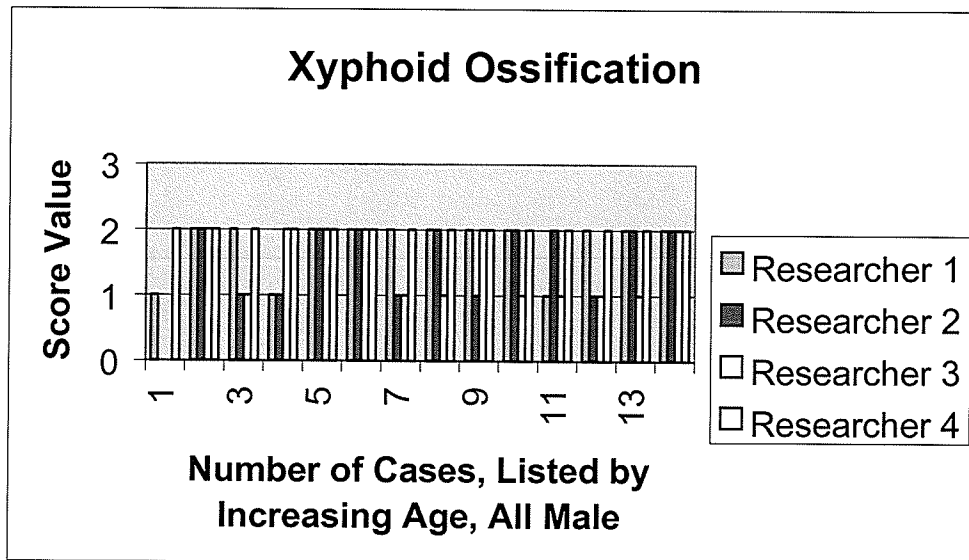 Xyphoid Ossification
Score Value
3
2
1
0
1
3
5
7
9
11
13
Number of Cases, Listed by
Increasing Age, All Male
Researcher 1
Researcher 2
Researcher 3
Researcher 4